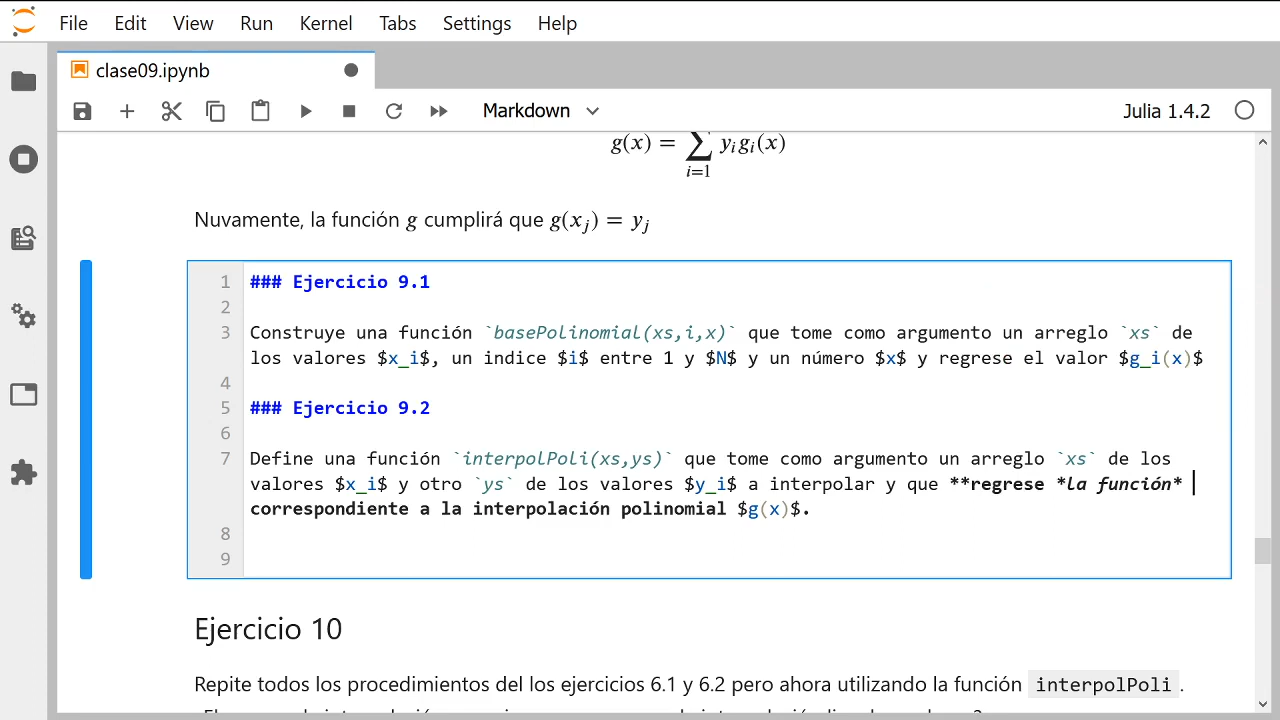 File Edit View Run Kernel Tabs Settings Help
clase09.ipynb
Markdown Julia 1.4.2
g(x) = ∑ y_i g_i(x)
i=1
Nuvamente, la función g cumplirá que g(x_j) = y_j
1 ### Ejercicio 9.1
2
3 Construye una función `basePolinomial(xs,i,x)` que tome como argumento un arreglo `xs` de
los valores $x_i$, un indice $i$ entre 1 y $N$ y un número $x$ y regrese el valor $g_i(x)$
4
5 ### Ejercicio 9.2
6
7 Define una función `interpolPoli(xs,ys)` que tome como argumento un arreglo `xs` de los
valores $x_i$ y otro `ys` de los valores $y_i$ a interpolar y que **regrese *la función*
correspondiente a la interpolación polinomial $g(x)$.
8
9
Ejercicio 10
Repite todos los procedimientos del los ejercicios 6.1 y 6.2 pero ahora utilizando la función interpolPoli .